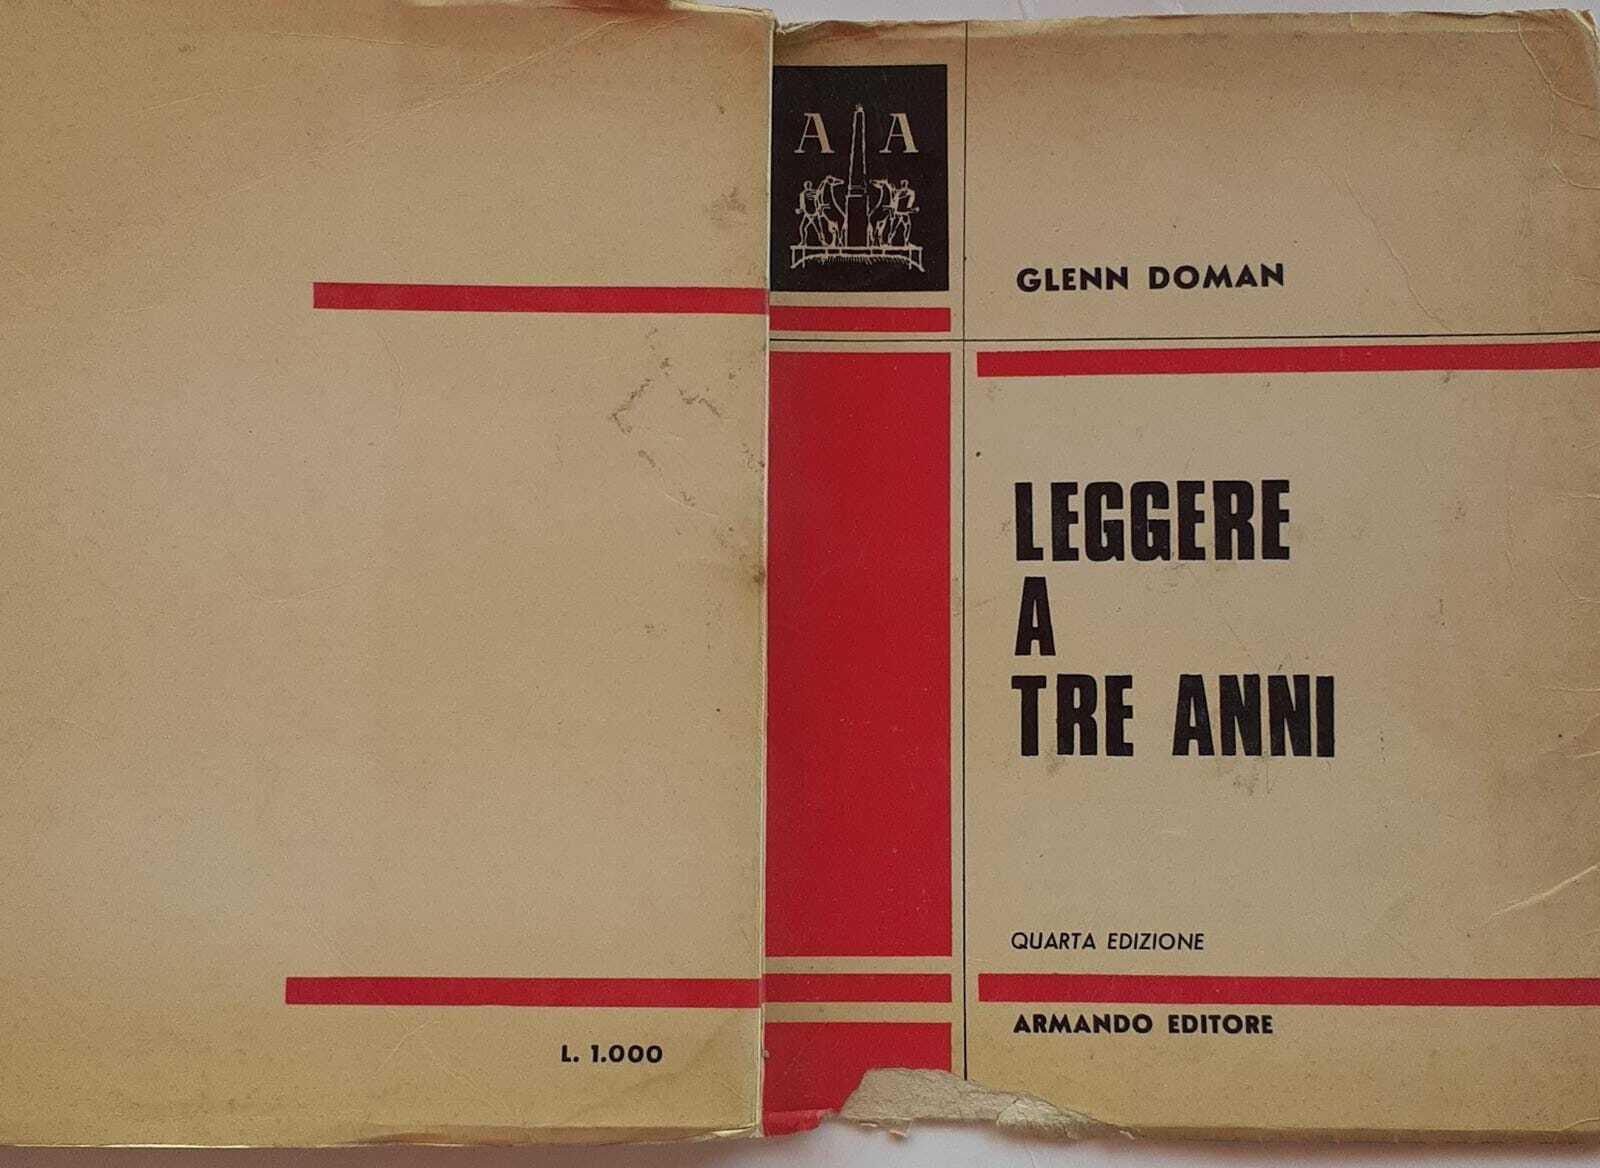 L. 1.000
A A
GLENN DOMAN
LEGGERE
A
TRE ANNI
QUARTA EDIZIONE
ARMANDO EDITORE